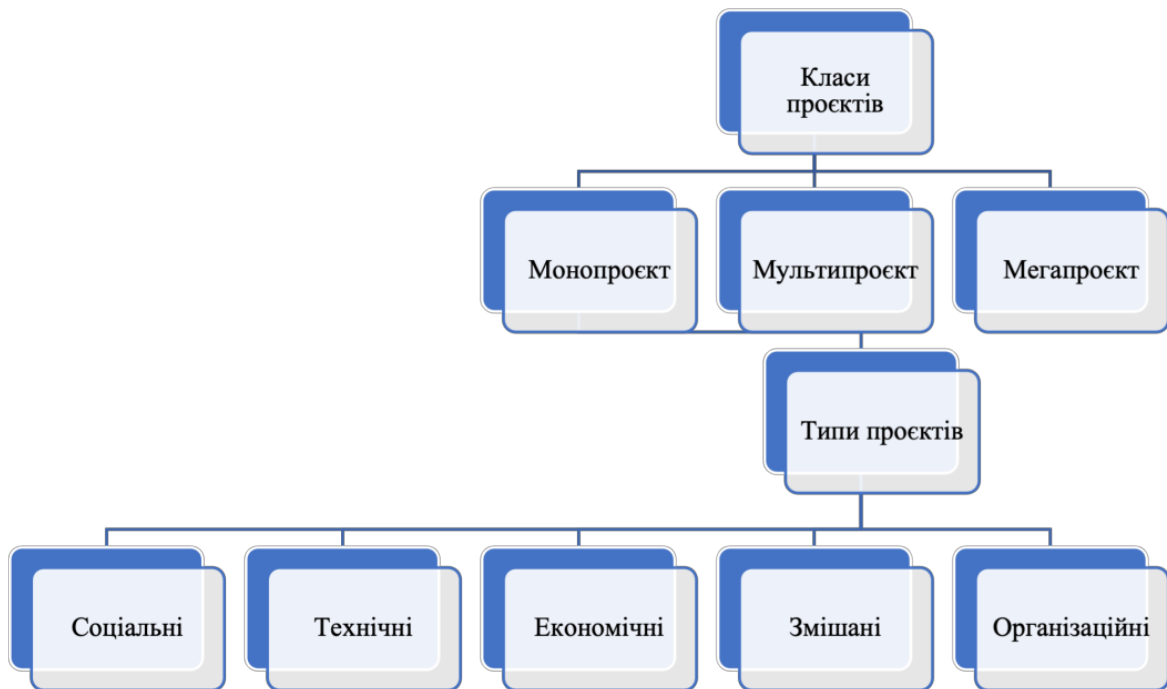 Класи
проєктів
Монопроєкт
Мультипроєкт
Мегапроєкт
Типи проєктів
Соціальні
Технічні
Економічні
Змішані
Організаційні